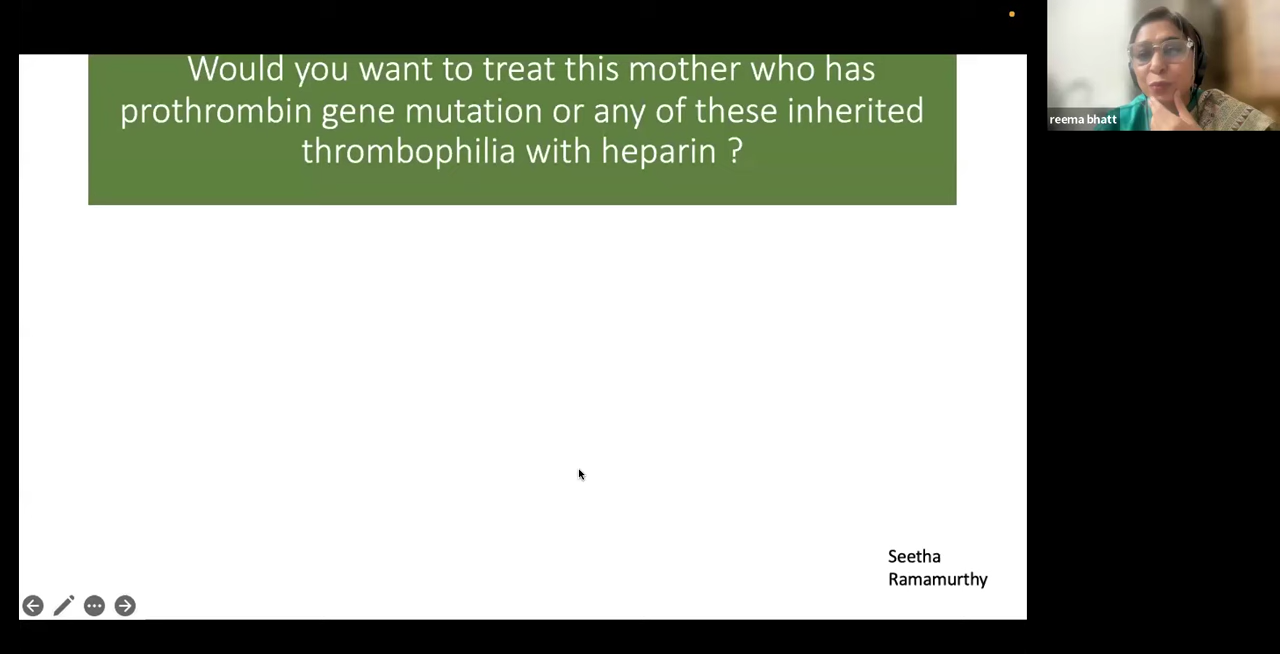 Would you want to treat this mother who has
prothrombin gene mutation or any of these inherited
thrombophilia with heparin ?
reema bhatt
Seetha
Ramamurthy